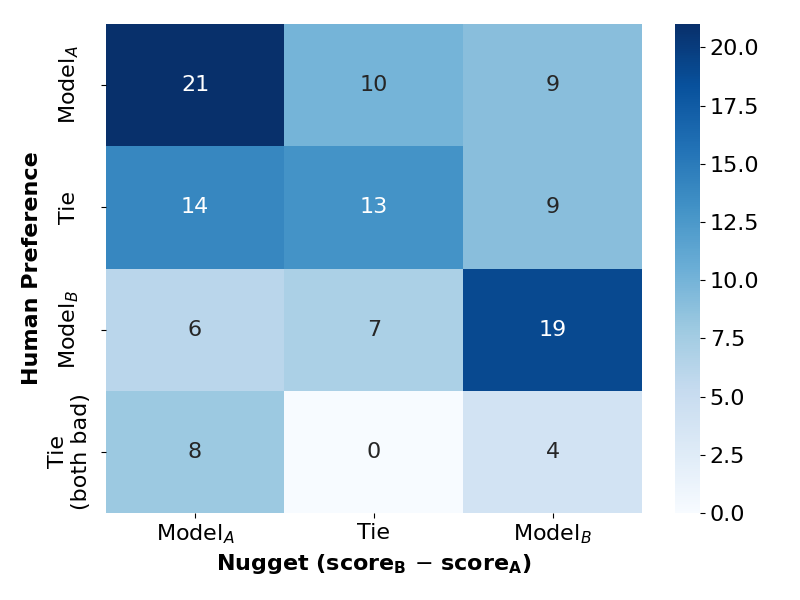 Human Preference
Model_A
Tie
Model_B
Tie
(both bad)
21 10 9
14 13 9
6 7 19
8 0 4
Model_A Tie Model_B
Nugget (score_B − score_A)
20.0
17.5
15.0
12.5
10.0
7.5
5.0
2.5
0.0